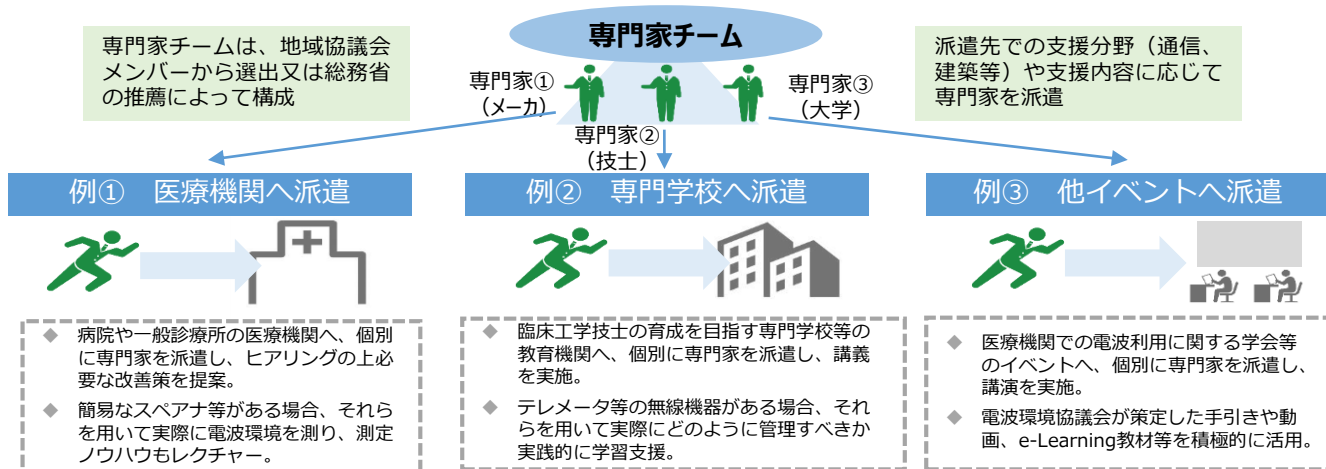 専門家チーム
専門家チームは、地域協議会
メンバーから選出又は総務省
の推薦によって構成
専門家①
（メーカ）
専門家②
（技士）
専門家③
（大学）
派遣先での支援分野（通信、
建築等）や支援内容に応じて
専門家を派遣
例①　医療機関へ派遣
◆ 病院や一般診療所の医療機関へ、個別
に専門家を派遣し、ヒアリングの上必
要な改善策を提案。
◆ 簡易なスペアナ等がある場合、それら
を用いて実際に電波環境を測り、測定
ノウハウもレクチャー。
例②　専門学校へ派遣
◆ 臨床工学技士の育成を目指す専門学校等の
教育機関へ、個別に専門家を派遣し、講義
を実施。
◆ テレメータ等の無線機器がある場合、それ
らを用いて実際にどのように管理すべきか
実践的に学習支援。
例③　他イベントへ派遣
◆ 医療機関での電波利用に関する学会等
のイベントへ、個別に専門家を派遣し、
講演を実施。
◆ 電波環境協議会が策定した手引きや動
画、e-Learning教材等を積極的に活用。